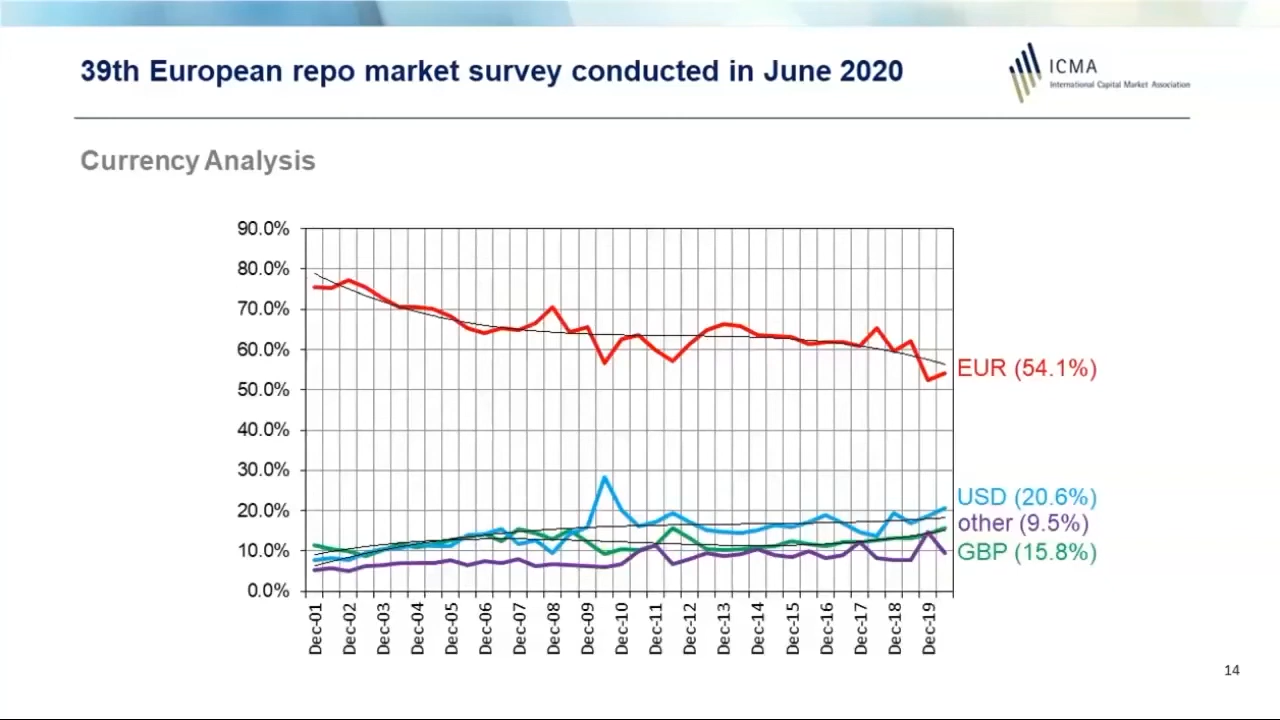 39th European repo market survey conducted in June 2020
ICMA
International Capital Market Association
Currency Analysis
90.0%
80.0%
70.0%
60.0%
50.0%
40.0%
30.0%
20.0%
10.0%
0.0%
EUR (54.1%)
USD (20.6%)
other (9.5%)
GBP (15.8%)
Dec-01
Dec-02
Dec-03
Dec-04
Dec-05
Dec-06
Dec-07
Dec-08
Dec-09
Dec-10
Dec-11
Dec-12
Dec-13
Dec-14
Dec-15
Dec-16
Dec-17
Dec-18
Dec-19
14